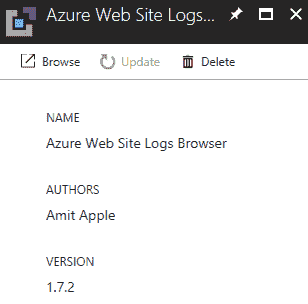 Azure Web Site Logs...
Browse Update Delete
NAME
Azure Web Site Logs Browser
AUTHORS
Amit Apple
VERSION
1.7.2